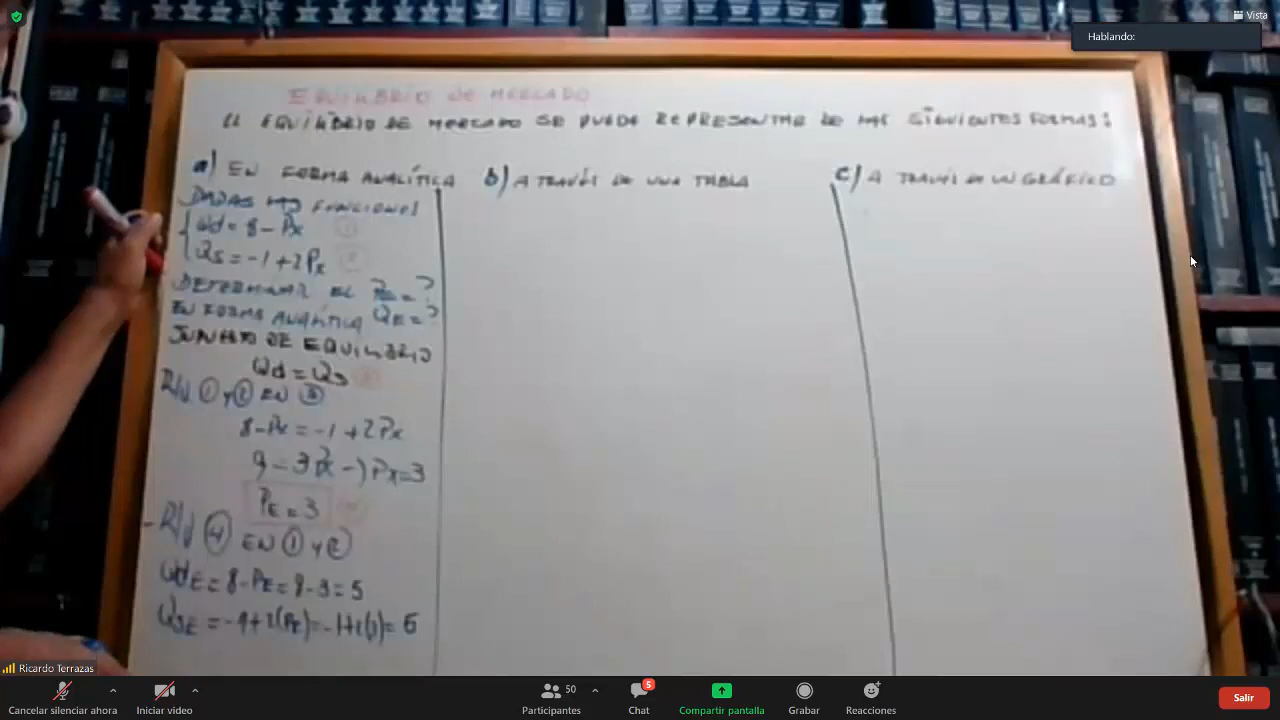 Vista
Hablando:
EQUILIBRIO DE MERCADO
EL EQUILIBRIO DE MERCADO SE PUEDE REPRESENTAR DE LAS SIGUIENTES FORMAS:
a) EN FORMA ANALÍTICA
DADAS LAS FUNCIONES
Qd = 8 - Px ①
Qs = -1 + 2Px ②
DETERMINAR EL PE = ?
EN FORMA ANALÍTICA QE = ?
DE EQUILIBRIO
Qd = Qs ③
R/J ① y ② EN ③
8 - Px = -1 + 2Px
9 = 3Px → Px = 3
PE = 3
R/J ④ EN ① y ②
QdE = 8 - PE = 8 - 3 = 5
QsE = -1 + 2(PE) = -1 + 2(3) = 5
b) A TRAVÉS DE UNA TABLA
c) A TRAVÉS DE UN GRÁFICO
Ricardo Terrazas
Cancelar silenciar ahora
Iniciar video
50
Participantes
5
Chat
Compartir pantalla
Grabar
Reacciones
Salir